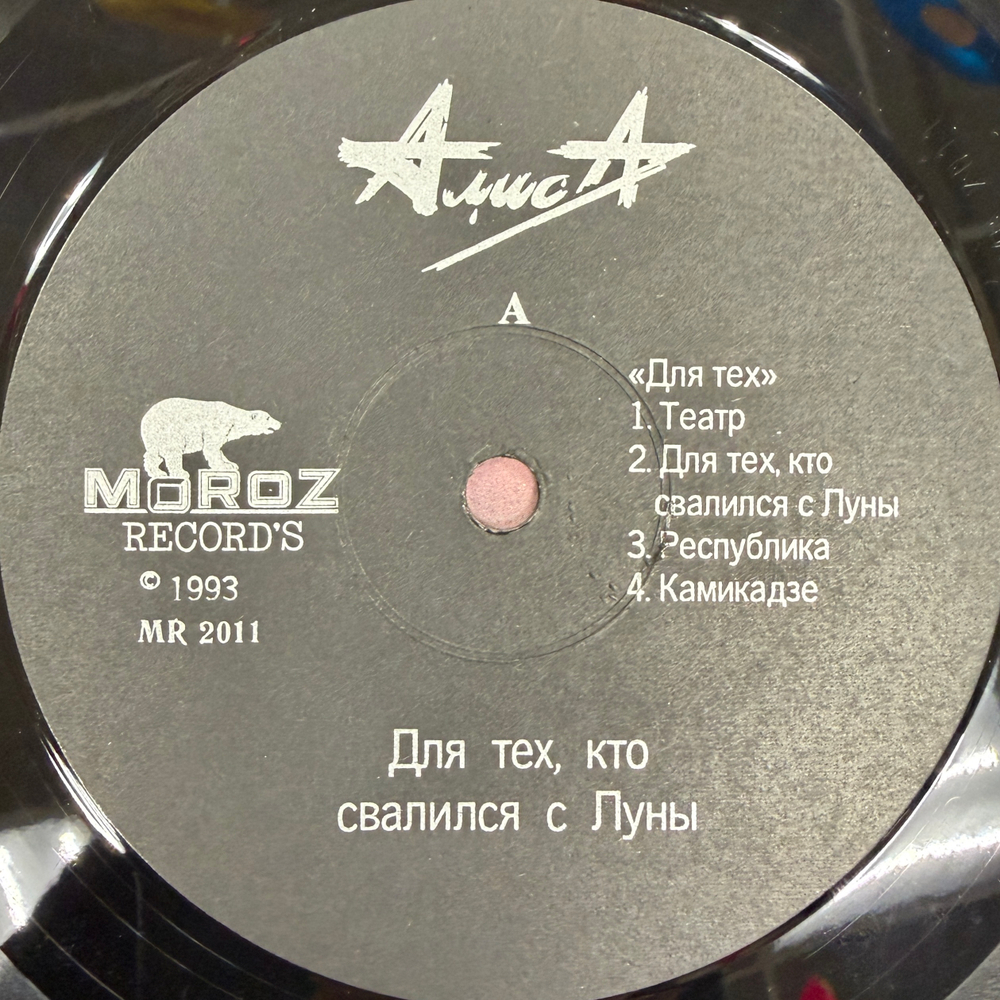 АлисА
A
«Для тех»
1. Театр
2. Для тех, кто
свалился с Луны
3. Республика
4. Камикадзе
MOROZ
RECORD'S
© 1993
MR 2011
Для тех, кто
свалился с Луны